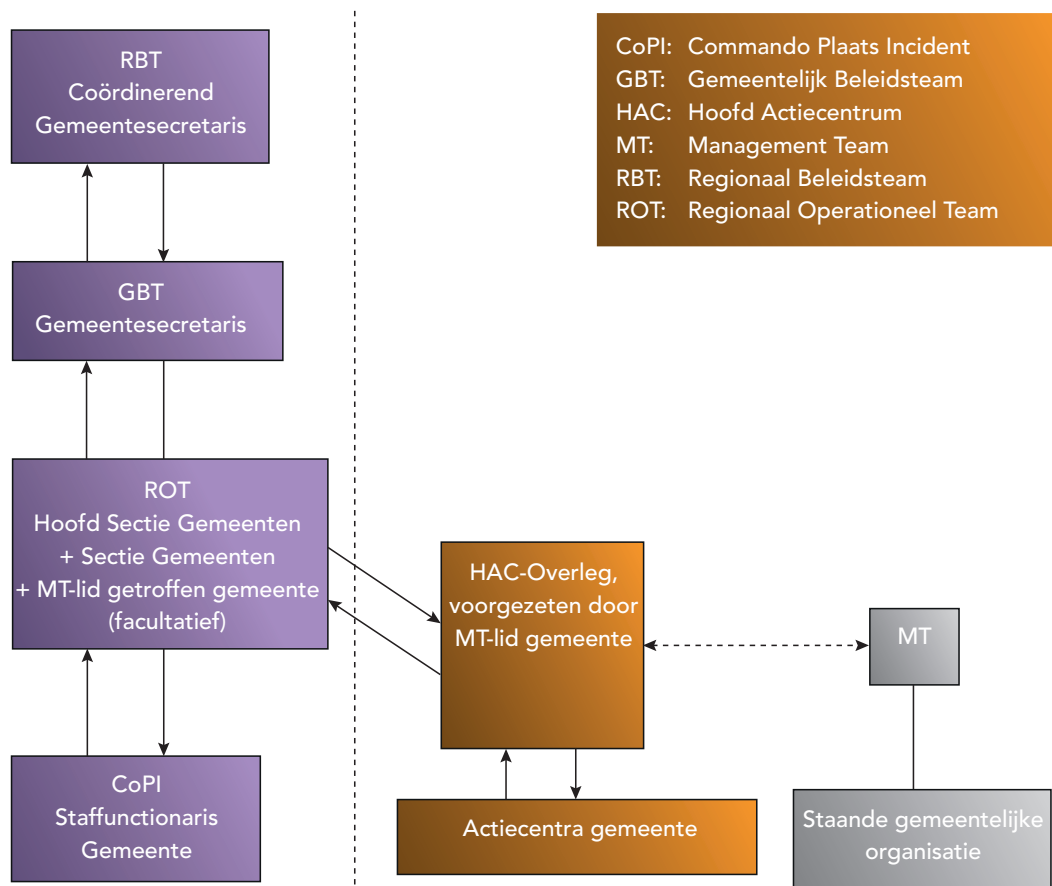 RBT
Coördinerend
Gemeentesecretaris
CoPI: Commando Plaats Incident
GBT: Gemeentelijk Beleidsteam
HAC: Hoofd Actiecentrum
MT: Management Team
RBT: Regionaal Beleidsteam
ROT: Regionaal Operationeel Team
GBT
Gemeentesecretaris
ROT
Hoofd Sectie Gemeenten
+ Sectie Gemeenten
+ MT-lid getroffen gemeente
(facultatief)
HAC-Overleg,
voorgezeten door
MT-lid gemeente
MT
CoPI
Staffunctionaris
Gemeente
Actiecentra gemeente
Staande gemeentelijke
organisatie